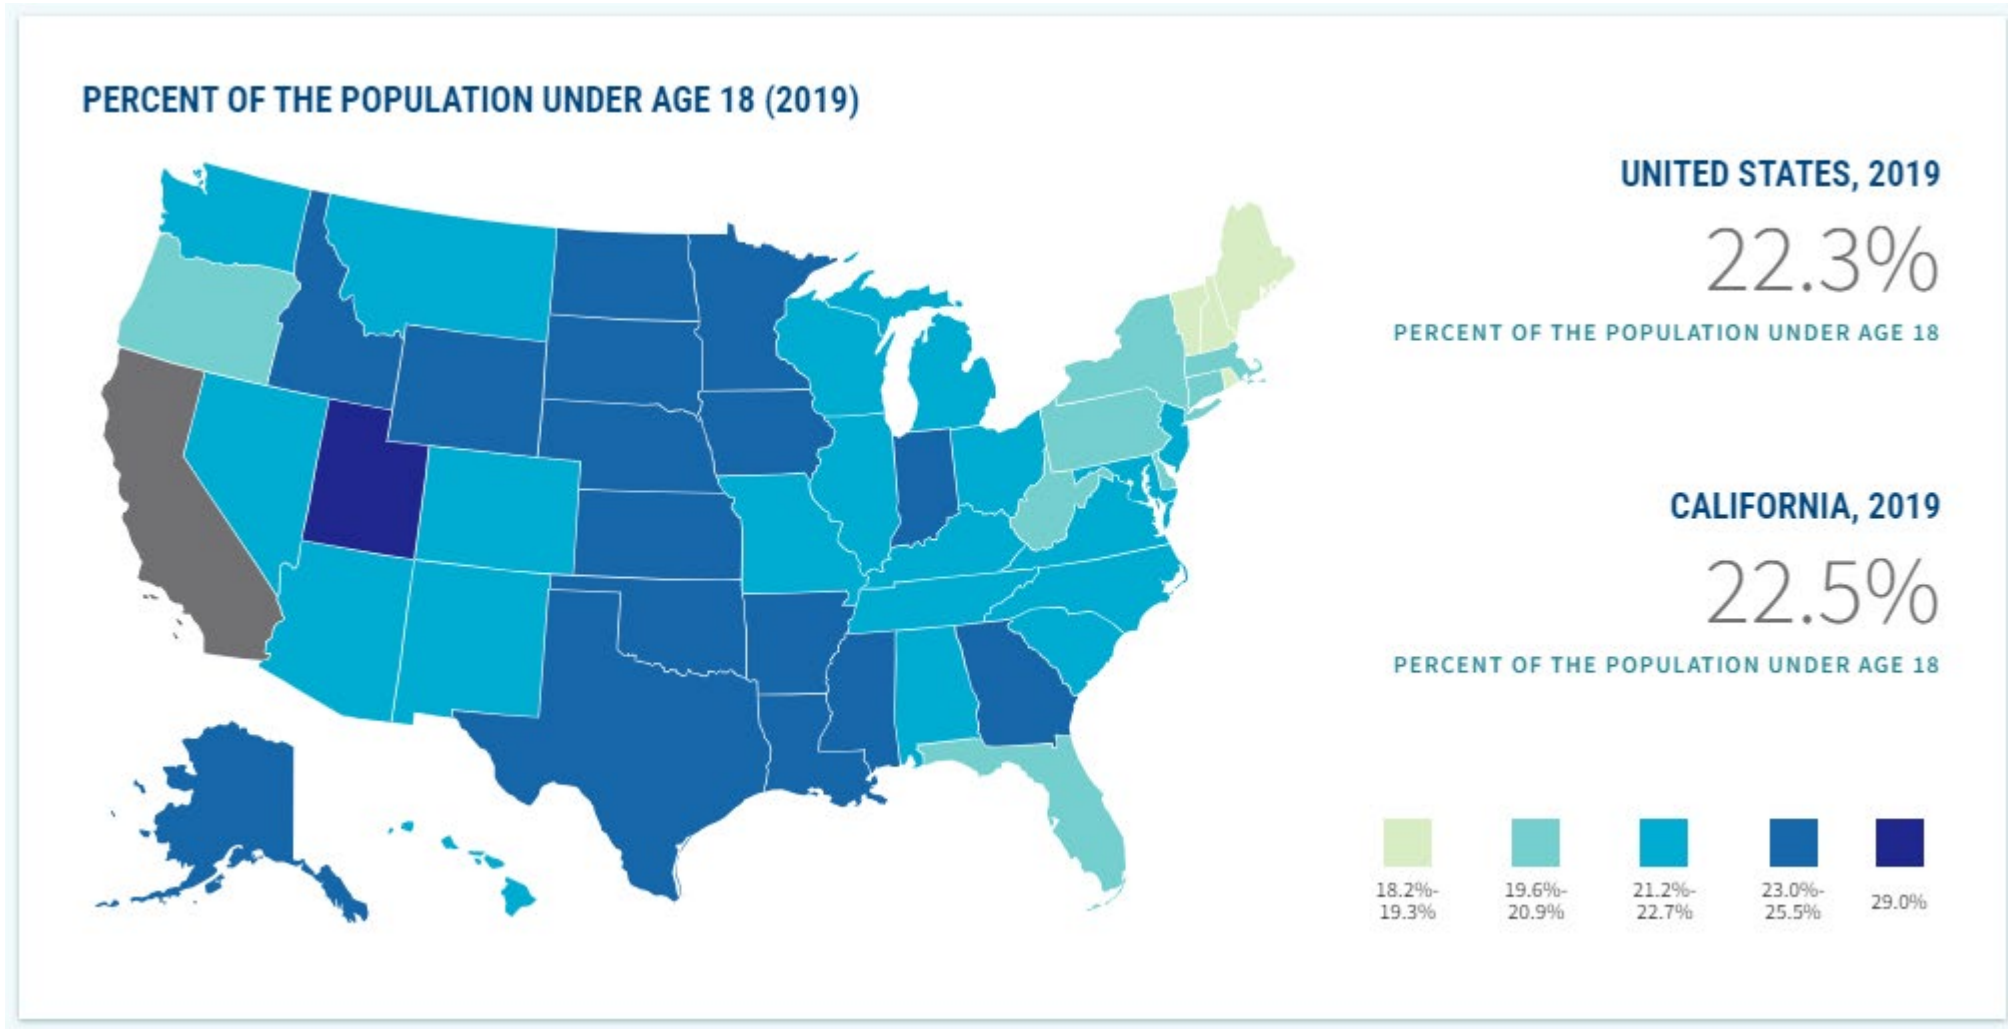 PERCENT OF THE POPULATION UNDER AGE 18 (2019)
UNITED STATES, 2019
22.3%
PERCENT OF THE POPULATION UNDER AGE 18
CALIFORNIA, 2019
22.5%
PERCENT OF THE POPULATION UNDER AGE 18
18.2%-
19.3%
19.6%-
20.9%
21.2%-
22.7%
23.0%-
25.5%
29.0%